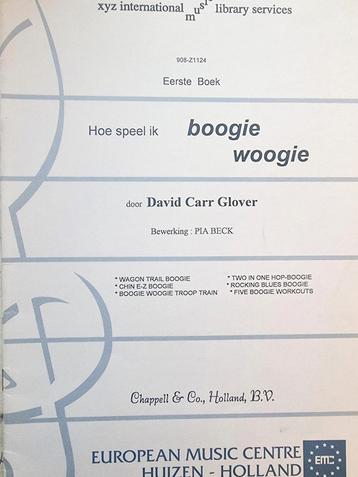 xyz international music library services
908-Z1124
Eerste Boek
Hoe speel ik boogie
woogie
door David Carr Glover
Bewerking : PIA BECK
* WAGON TRAIL BOOGIE * TWO IN ONE HOP-BOOGIE
* CHIN E-Z BOOGIE * ROCKING BLUES BOOGIE
* BOOGIE WOOGIE TROOP TRAIN * FIVE BOOGIE WORKOUTS
Chappell & Co., Holland, B.V.
EUROPEAN MUSIC CENTRE
HUIZEN - HOLLAND
EMC